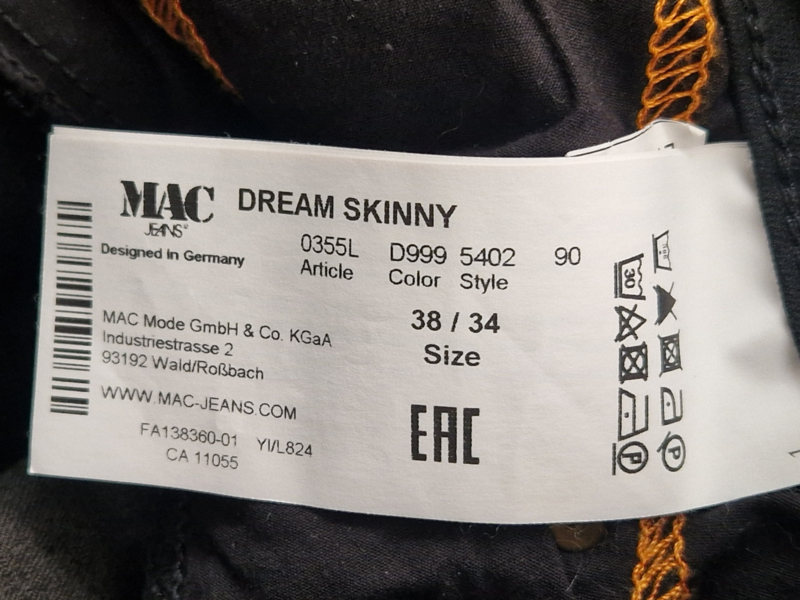 MAC
JEANS
DREAM SKINNY
Designed in Germany
0355L D999 5402 90
Article Color Style
38 / 34
Size
MAC Mode GmbH & Co. KGaA
Industriestrasse 2
93192 Wald/Roßbach
WWW.MAC-JEANS.COM
FA138360-01 YI/L824
CA 11055
EAC
30
P
P